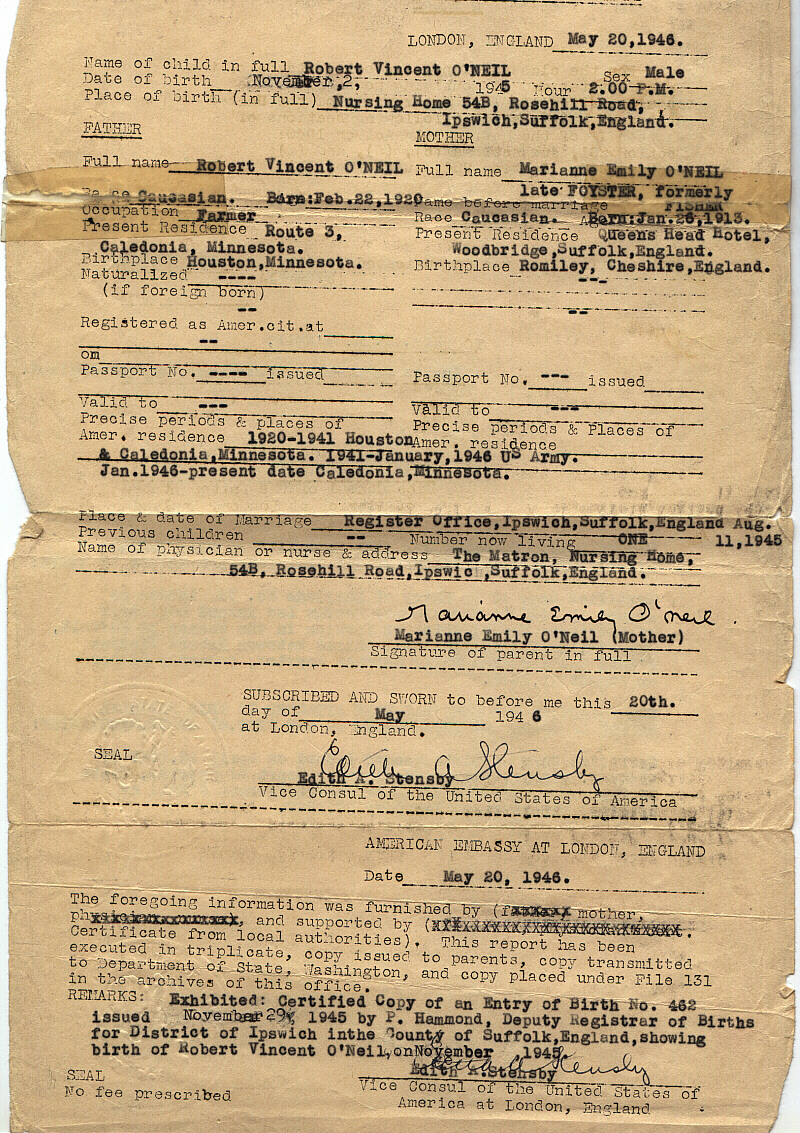 LONDON, ENGLAND May 20,1946.
Name of child in full Robert Vincent O'NEIL Sex Male
Date of birth November,2, 1945 Hour 2.00 P.M.
Place of birth (in full) Nursing Home 54B, Rosehill Road,
Ipswich,Suffolk,England.
FATHER MOTHER
Full name Robert Vincent O'NEIL Full name Marianne Emily O'NEIL
late FOYSTER, formerly
Caucasian. Born:Feb.22,1920 name before marriage FISHER
Occupation Farmer Race Caucasian. Born:Jan.26,1913.
Present Residence Route 3, Present Residence Queens Head Hotel,
Caledonia, Minnesota. Woodbridge,Suffolk,England.
Birthplace Houston,Minnesota. Birthplace Romiley, Cheshire,England.
Naturalized ---- ---
(if foreign born)
-- --
Registered as Amer.cit.at
--
om
Passport No. ---- issued Passport No. --- issued
Valid to --- Valid to ---
Precise periods & places of Precise periods & Places of
Amer. residence 1920-1941 Houston Amer. residence
& Caledonia,Minnesota. 1941-January,1946 US Army.
Jan.1946-present date Caledonia,Minnesota.
Place & date of Marriage Register Office,Ipswich,Suffolk,England Aug.
Previous children -- Number now living ONE 11,1945
Name of physician or nurse & address The Matron, Nursing Home,
54B, Rosehill Road,Ipswic ,Suffolk,England.
Marianne Emily O'neil.
Marianne Emily O'Neil (Mother)
Signature of parent in full
SUBSCRIBED AND SWORN to before me this 20th.
day of May 1946
at London, England.
SEAL
Edith A Stensby
Edith A. Stensby
Vice Consul of the United States of America
AMERICAN EMBASSY AT LONDON, ENGLAND
Date May 20, 1946.
The foregoing information was furnished by (fxxxxxx mother,
physicianxxxxxxxxxx, and supported by (xxxxxxxxxxxxxxxxxxxxxxxxxxx.
Certificate from local authorities). This report has been
executed in triplicate, copy issued to parents, copy transmitted
to Department of State, Washington, and copy placed under File 131
in the archives of this office.
REMARKS: Exhibited: Certified Copy of an Entry of Birth No. 462
issued November 29, 1945 by P. Hammond, Deputy Registrar of Births
for District of Ipswich inthe County of Suffolk,England,showing
birth of Robert Vincent O'NEIL,onNovember 1945.
Edith A Stensby
Edith A.Stensby
SEAL Vice Consul of the United States of
No fee prescribed America at London, England